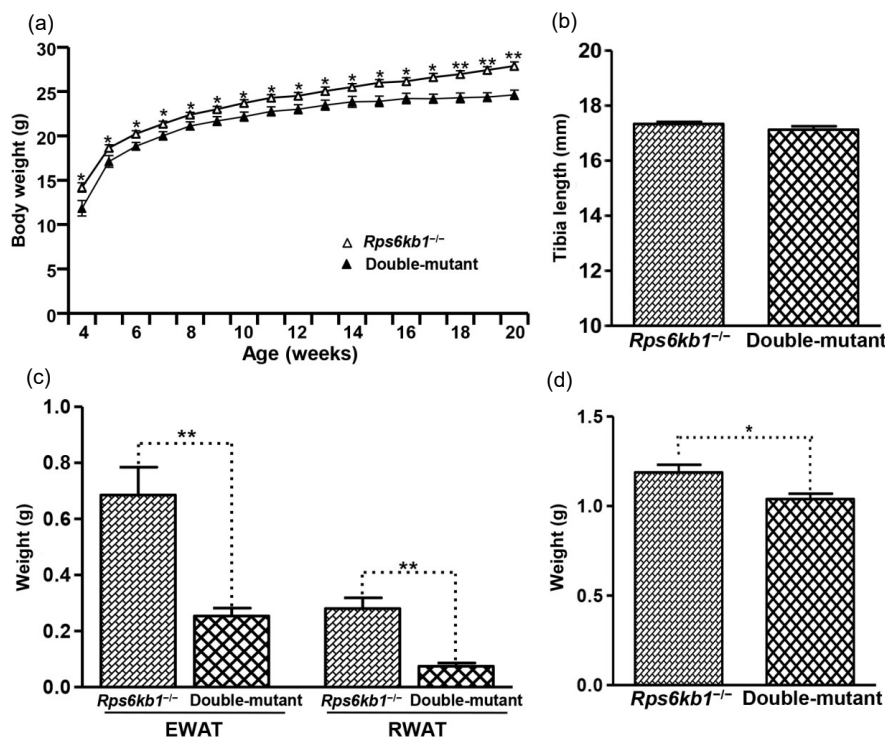 (a)
30
25
20
15
10
5
0
Body weight (g)
* * * * * * * * * * * * * * ** ** **
Rps6kb1⁻/⁻
Double-mutant
4 6 8 10 12 14 16 18 20
Age (weeks)
(b)
20
18
16
14
12
10
Tibia length (mm)
Rps6kb1⁻/⁻ Double-mutant
(c)
1.0
0.8
0.6
0.4
0.2
0.0
Weight (g)
**
**
Rps6kb1⁻/⁻ Double-mutant Rps6kb1⁻/⁻ Double-mutant
EWAT RWAT
(d)
1.5
1.0
0.5
0.0
Weight (g)
*
Rps6kb1⁻/⁻ Double-mutant